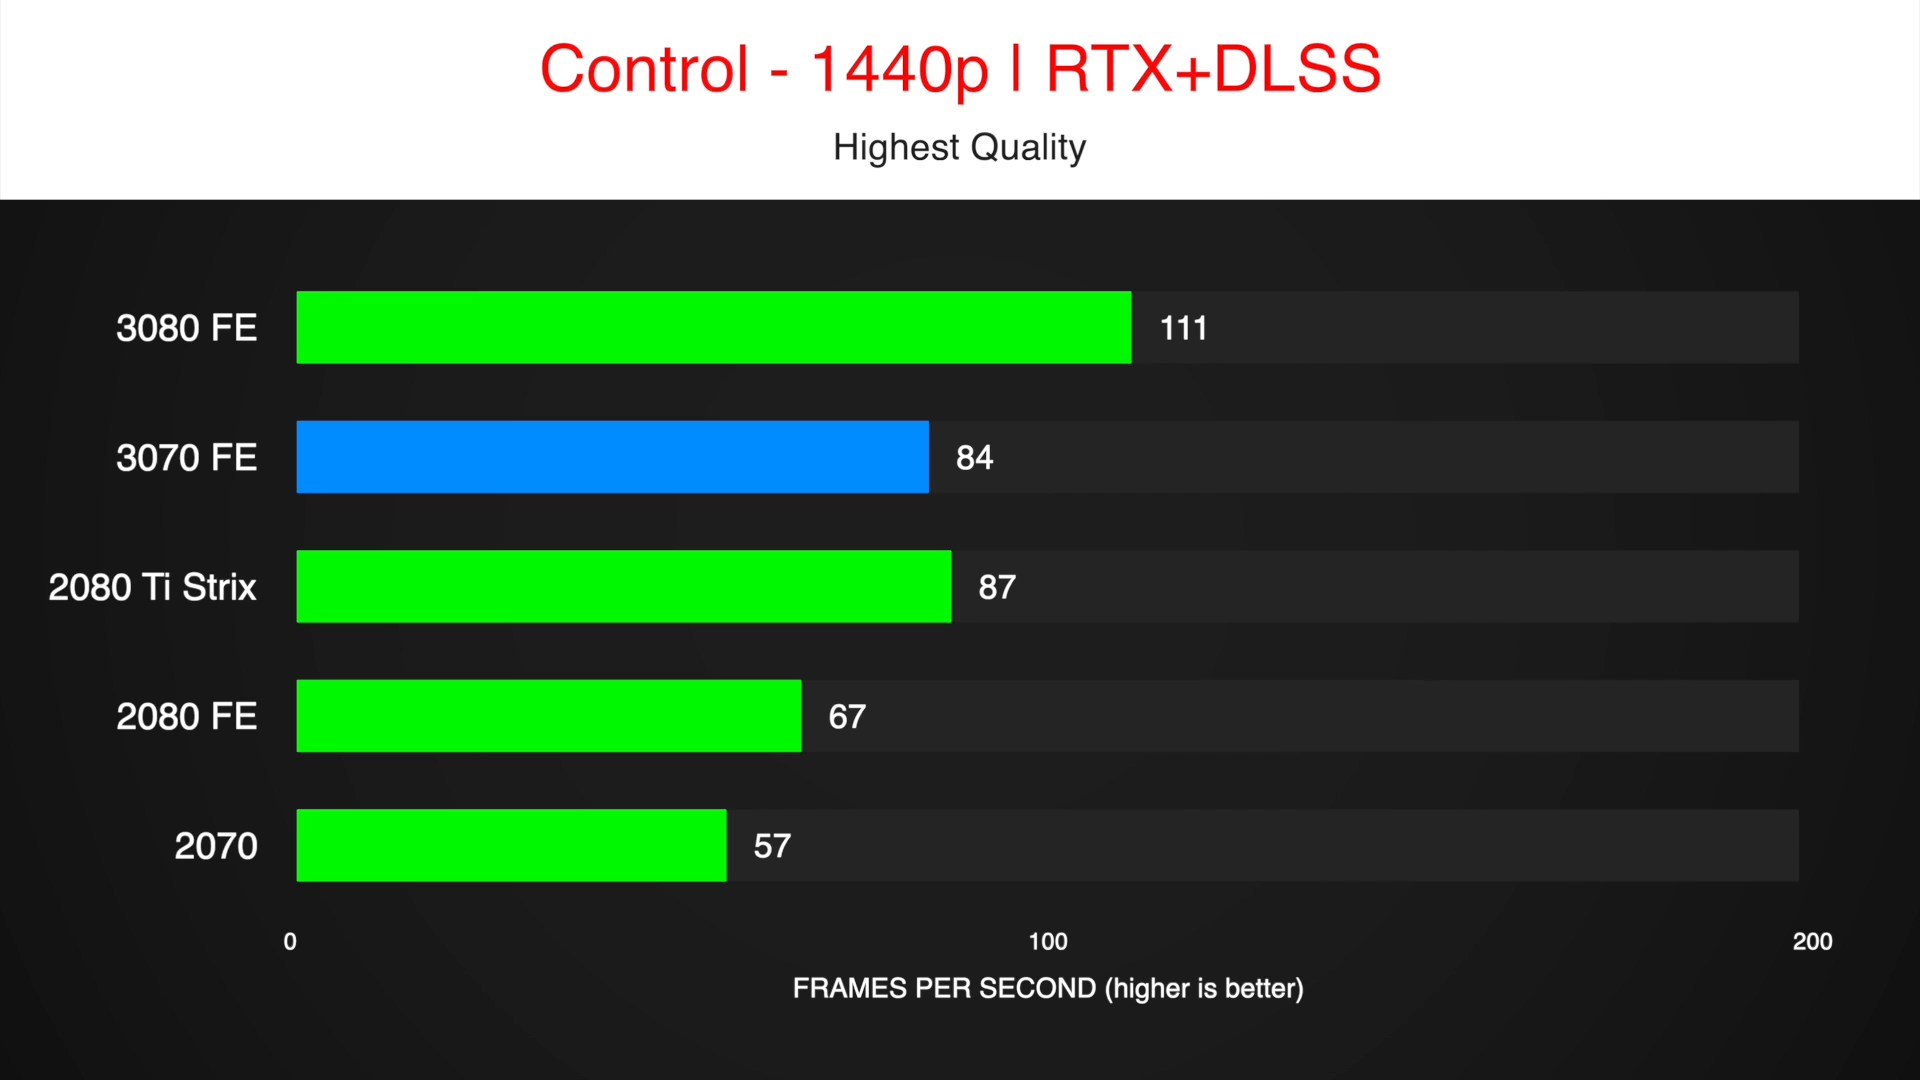 Control - 1440p | RTX+DLSS
Highest Quality
3080 FE 111
3070 FE 84
2080 Ti Strix 87
2080 FE 67
2070 57
0 100 200
FRAMES PER SECOND (higher is better)